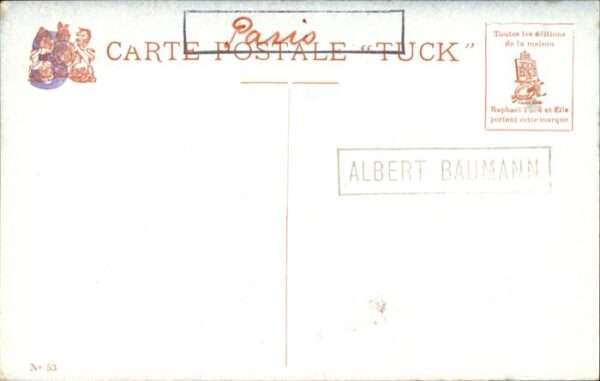 Paris
CARTE POSTALE "TUCK"
Toutes les éditions
de la maison
Raphael Tuck et Fils
portent cette marque
ALBERT BAUMANN
No 53